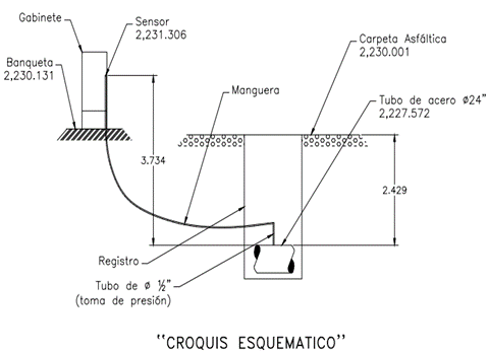 Gabinete
Sensor
2,231.306
Banqueta
2,230.131
Carpeta Asfáltica
2,230.001
Manguera
Tubo de acero ø24"
2,227.572
3.734
2.429
Registro
Tubo de ø ½"
(toma de presión)
"CROQUIS ESQUEMATICO"